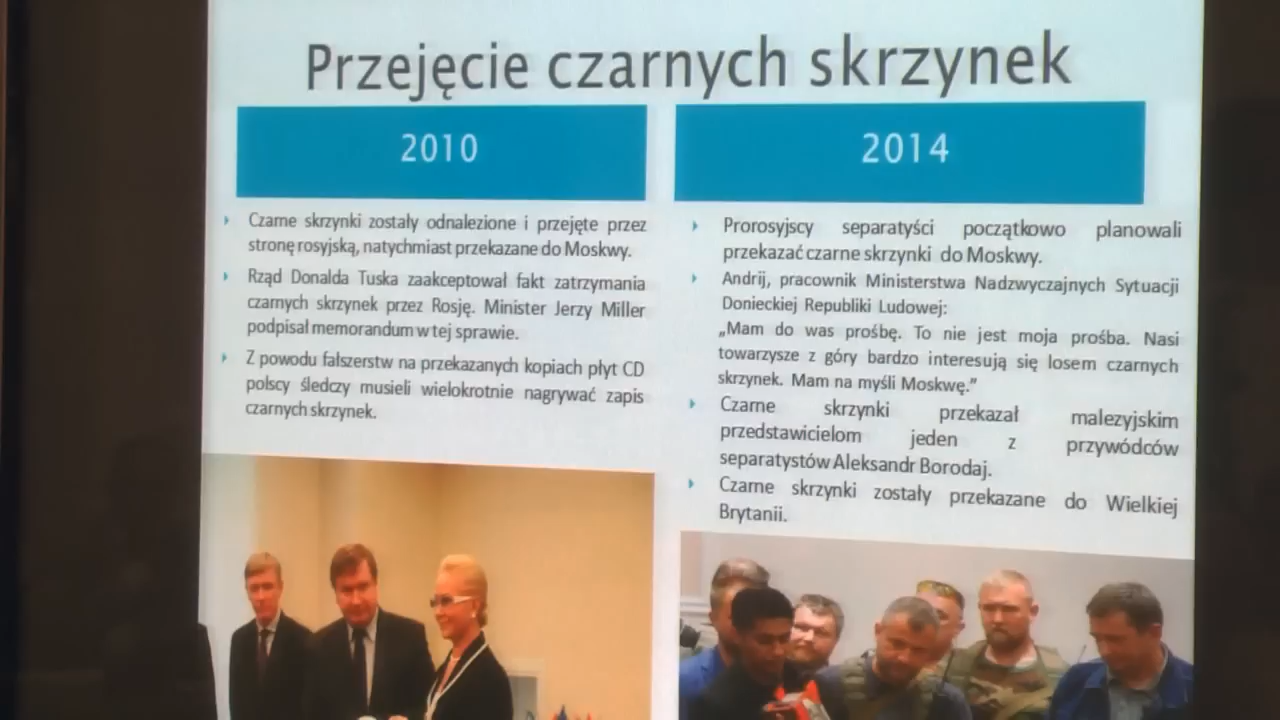 Przejęcie czarnych skrzynek
2010
Czarne skrzynki zostały odnalezione i przejęte przez
stronę rosyjską, natychmiast przekazane do Moskwy.
Rząd Donalda Tuska zaakceptował fakt zatrzymania
czarnych skrzynek przez Rosję. Minister Jerzy Miller
podpisał memorandum w tej sprawie.
Z powodu fałszerstw na przekazanych kopiach płyt CD
polscy śledczy musieli wielokrotnie nagrywać zapis
czarnych skrzynek.
2014
Prorosyjscy separatyści początkowo planowali
przekazać czarne skrzynki do Moskwy.
Andrij, pracownik Ministerstwa Nadzwyczajnych Sytuacji
Donieckiej Republiki Ludowej:
„Mam do was prośbę. To nie jest moja prośba. Nasi
towarzysze z góry bardzo interesują się losem czarnych
skrzynek. Mam na myśli Moskwę.”
Czarne skrzynki przekazał malezyjskim
przedstawicielom jeden z przywódców
separatystów Aleksandr Borodaj.
Czarne skrzynki zostały przekazane do Wielkiej
Brytanii.